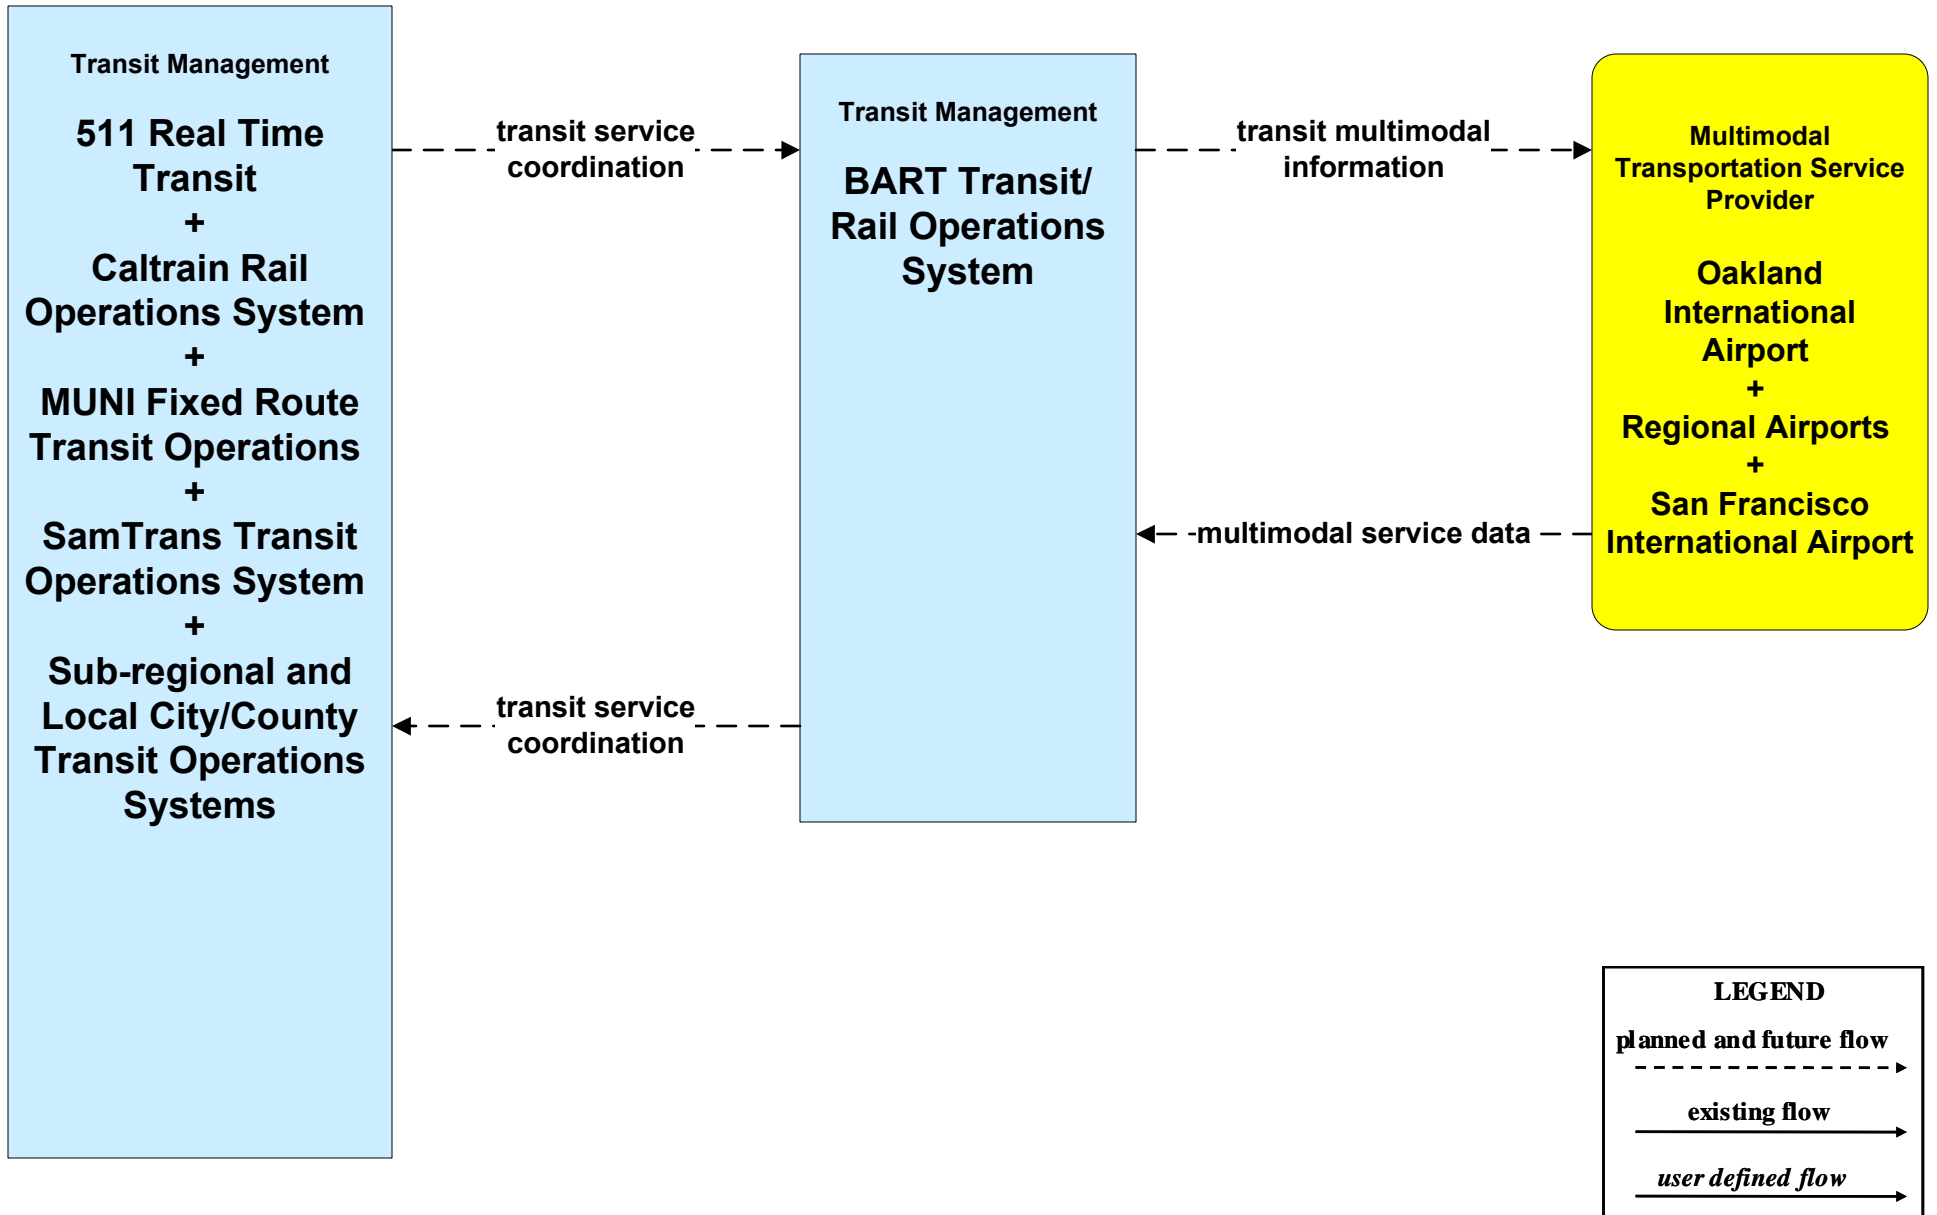 Transit Management
511 Real Time
Transit
+
Caltrain Rail
Operations System
+
MUNI Fixed Route
Transit Operations
+
SamTrans Transit
Operations System
+
Sub-regional and
Local City/County
Transit Operations
Systems
transit service
coordination
transit service
coordination
Transit Management
BART Transit/
Rail Operations
System
transit multimodal
information
multimodal service data
Multimodal
Transportation Service
Provider
Oakland
International
Airport
+
Regional Airports
+
San Francisco
International Airport
LEGEND
planned and future flow
existing flow
user defined flow